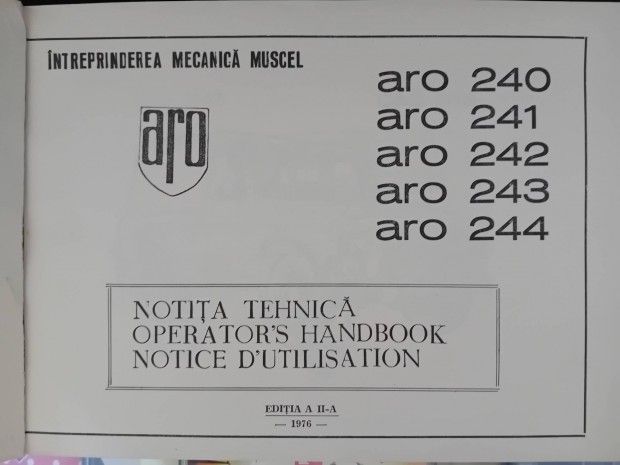 ÎNTREPRINDEREA MECANICĂ MUSCEL
aro
aro 240
aro 241
aro 242
aro 243
aro 244
NOTIȚA TEHNICĂ
OPERATOR'S HANDBOOK
NOTICE D'UTILISATION
EDIȚIA A II-A
— 1976 —